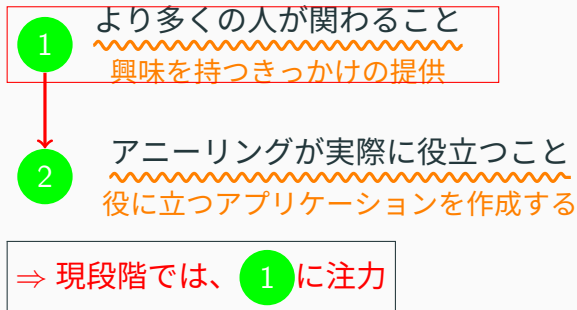 1 より多くの人が関わること
興味を持つきっかけの提供
2 アニーリングが実際に役立つこと
役に立つアプリケーションを作成する
⇒ 現段階では、1に注力